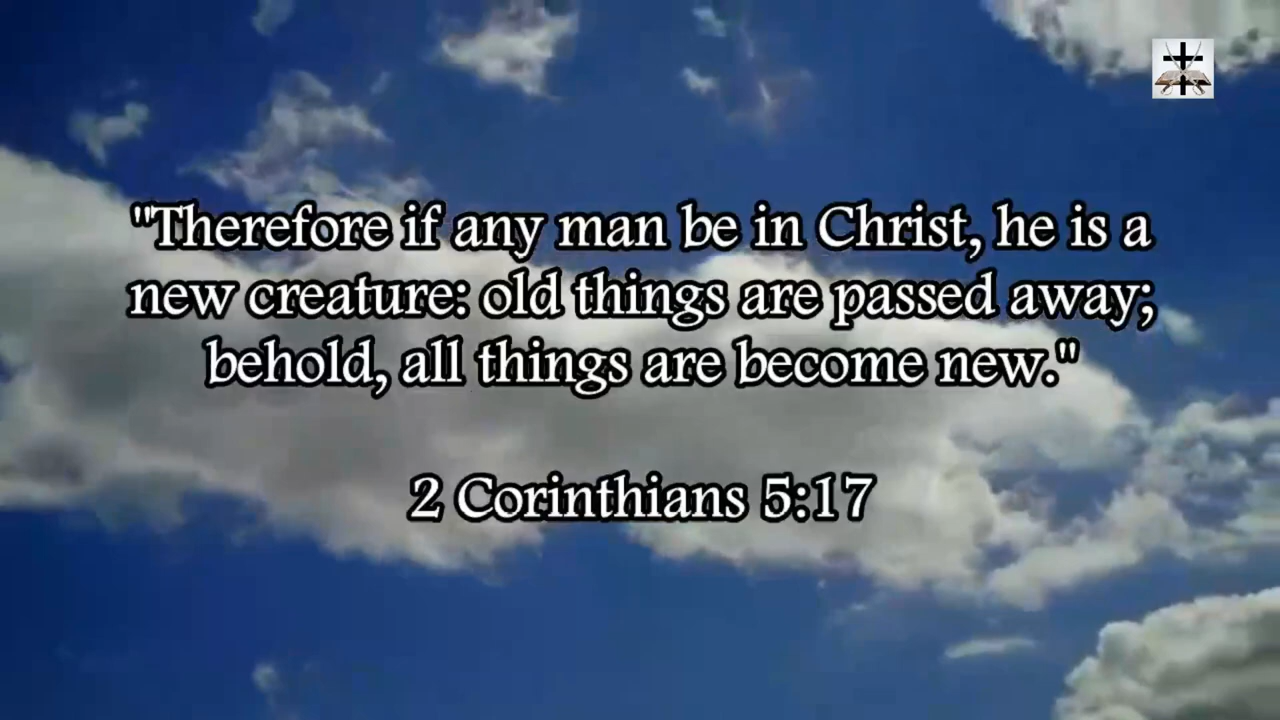 "Therefore if any man be in Christ, he is a
new creature: old things are passed away;
behold, all things are become new."
2 Corinthians 5:17